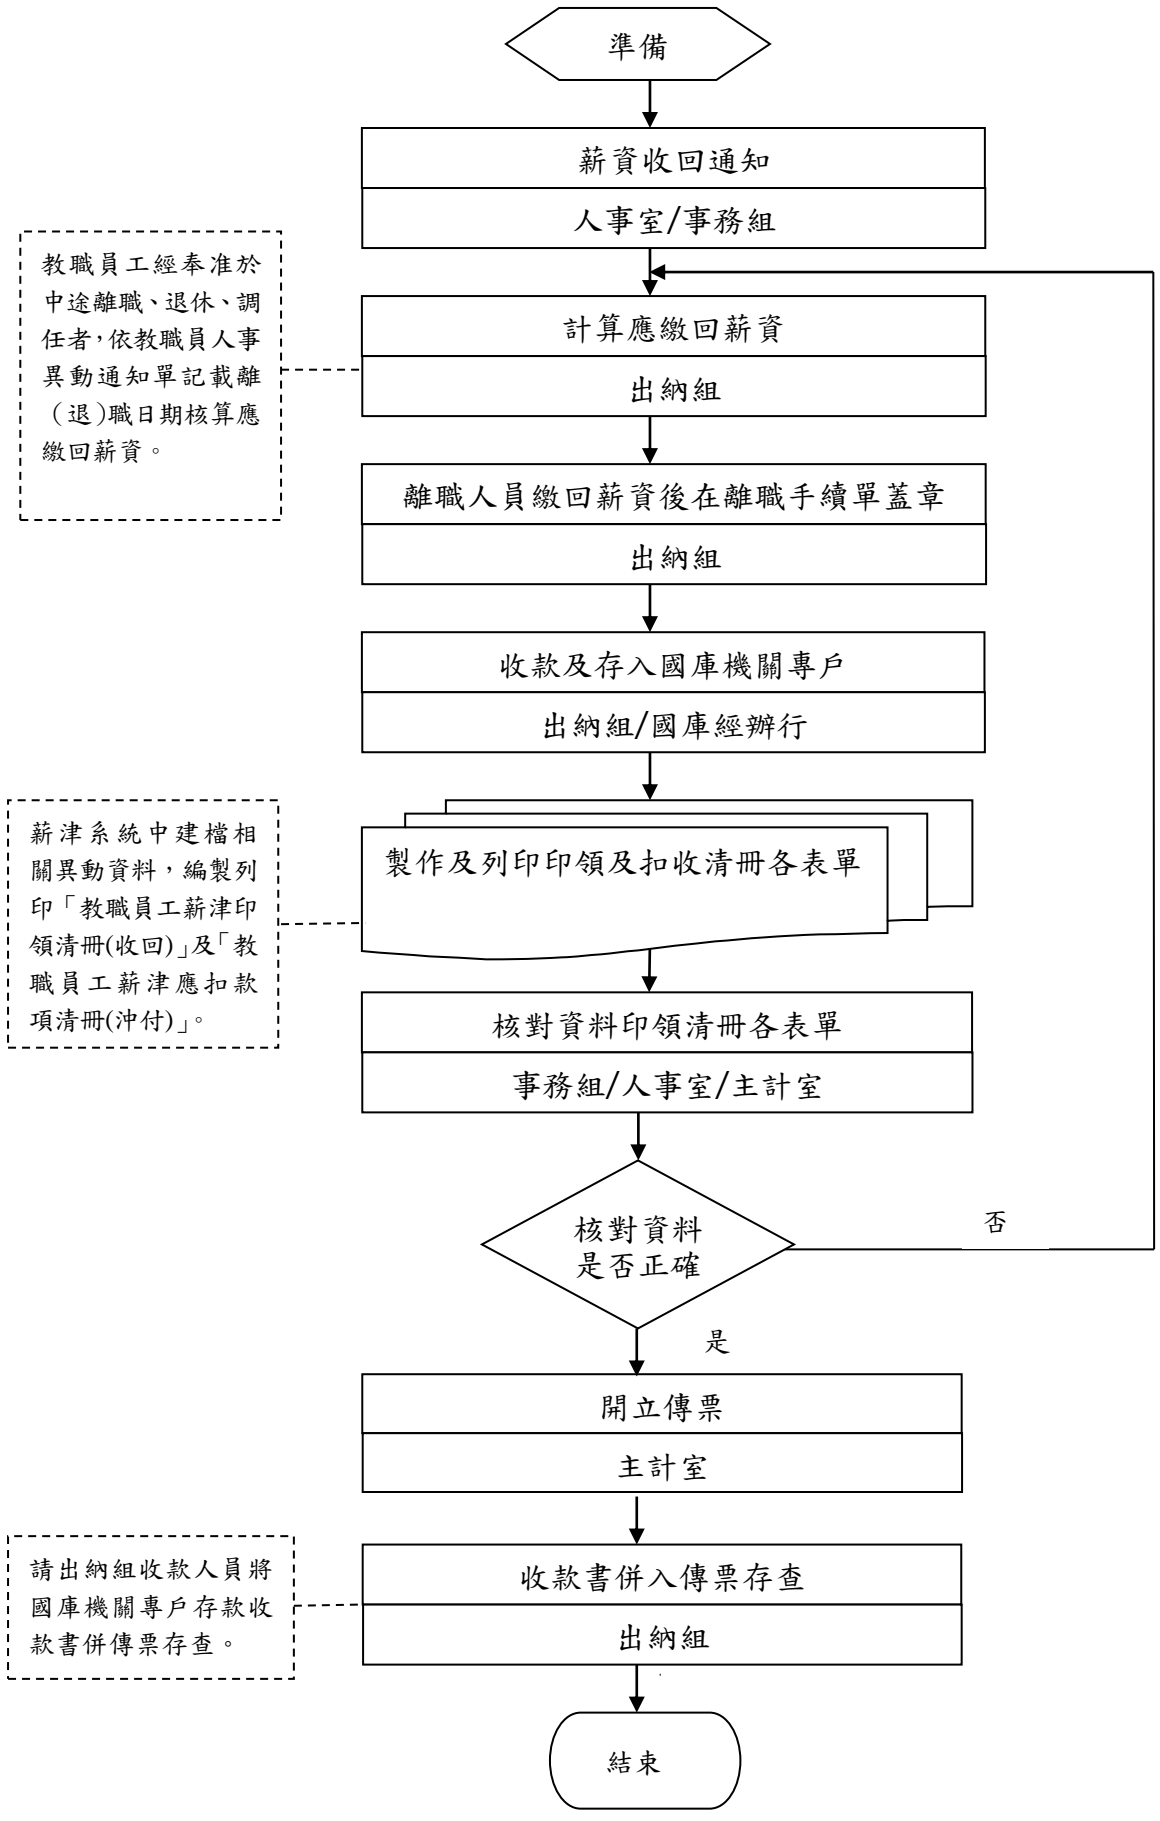 準備
薪資收回通知
人事室/事務組
教職員工經奉准於
中途離職、退休、調
任者，依教職員人事
異動通知單記載離
（退）職日期核算應
繳回薪資。
計算應繳回薪資
出納組
離職人員繳回薪資後在離職手續單蓋章
出納組
收款及存入國庫機關專戶
出納組/國庫經辦行
薪津系統中建檔相
關異動資料，編製列
印「教職員工薪津印
領清冊(收回)」及「教
職員工薪津應扣款
項清冊(沖付)」。
製作及列印印領及扣收清冊各表單
核對資料印領清冊各表單
事務組/人事室/主計室
核對資料
是否正確
否
是
開立傳票
主計室
請出納組收款人員將
國庫機關專戶存款收
款書併傳票存查。
收款書併入傳票存查
出納組
結束